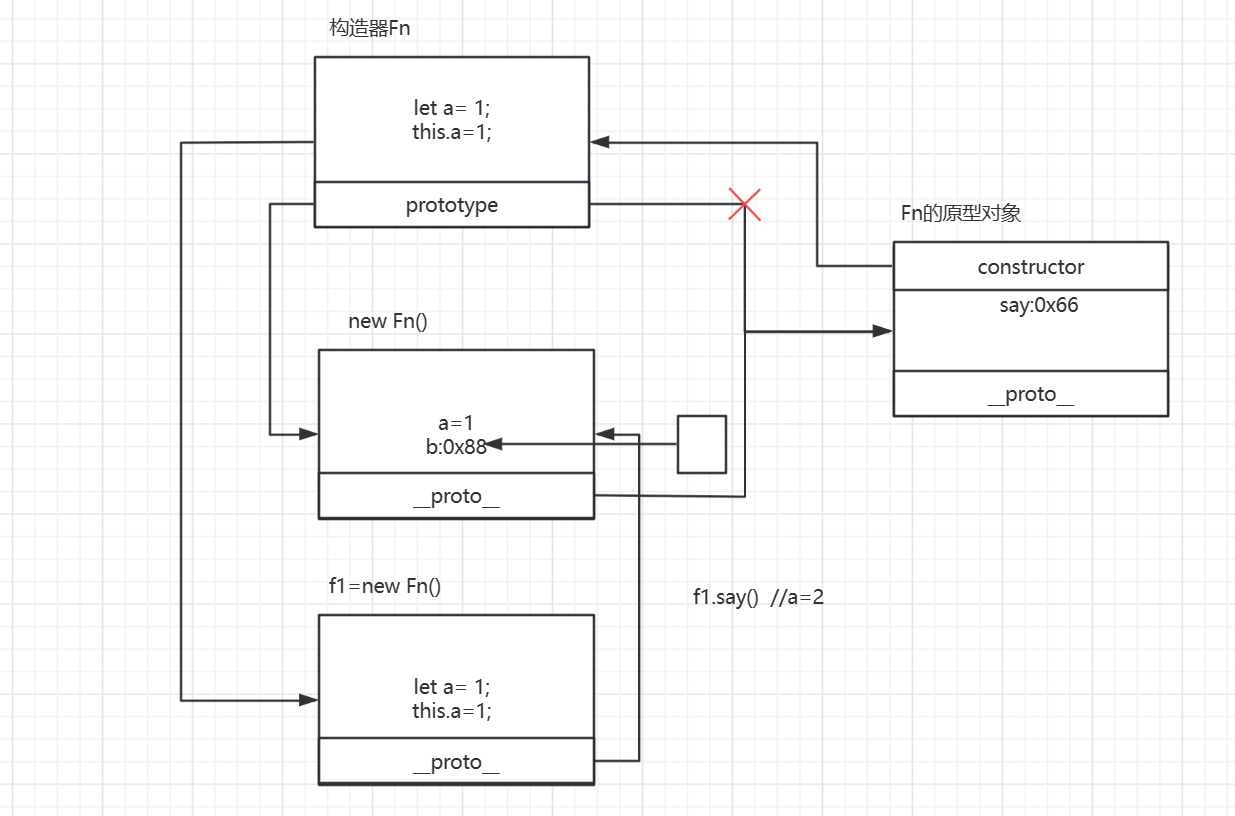 构造器Fn
let a= 1;
this.a=1;
prototype
Fn的原型对象
constructor
say:0x66
__proto__
new Fn()
a=1
b:0x88
__proto__
f1=new Fn()
f1.say()  //a=2
let a= 1;
this.a=1;
__proto__